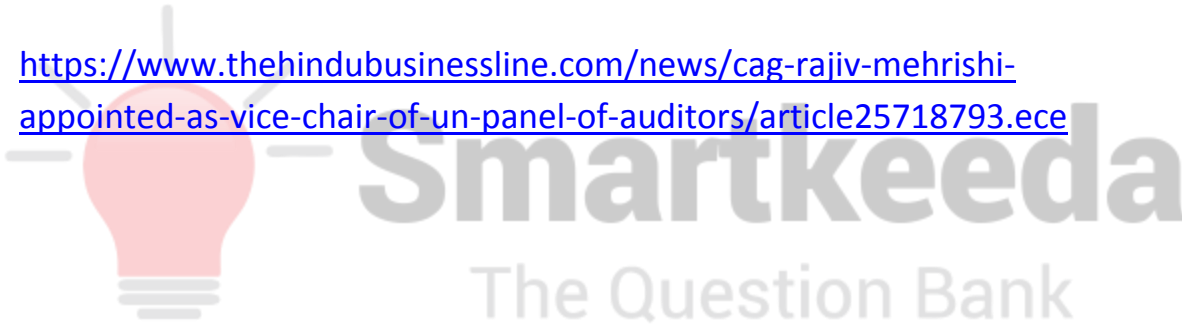 https://www.thehindubusinessline.com/news/cag-rajiv-mehrishi-
appointed-as-vice-chair-of-un-panel-of-auditors/article25718793.ece
Smartkeeda
The Question Bank